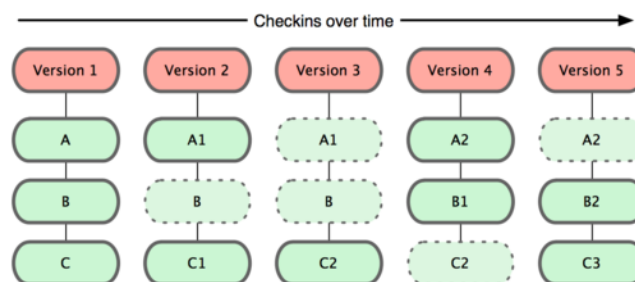 Checkins over time
Version 1 Version 2 Version 3 Version 4 Version 5
A A1 A1 A2 A2
B B B B1 B2
C C1 C2 C2 C3